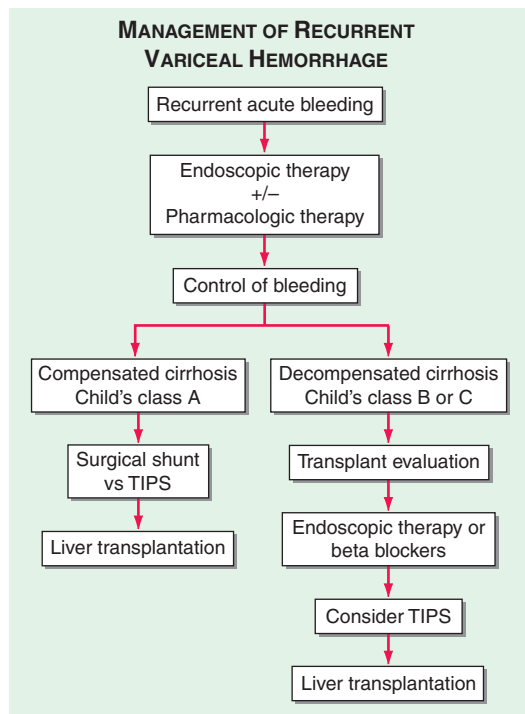 MANAGEMENT OF RECURRENT
VARICEAL HEMORRHAGE
Recurrent acute bleeding
Endoscopic therapy
+/–
Pharmacologic therapy
Control of bleeding
Compensated cirrhosis
Child's class A
Surgical shunt
vs TIPS
Liver transplantation
Decompensated cirrhosis
Child's class B or C
Transplant evaluation
Endoscopic therapy or
beta blockers
Consider TIPS
Liver transplantation